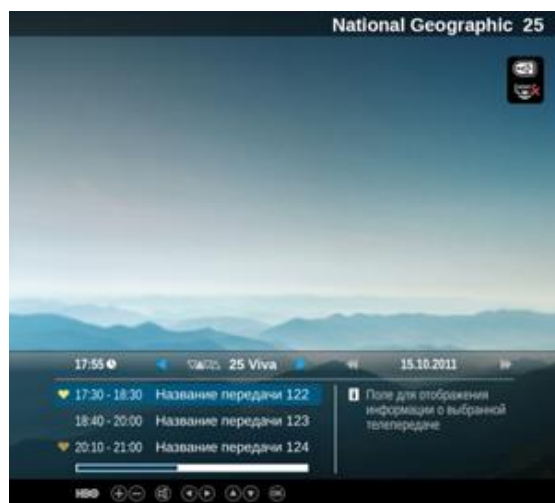 National Geographic 25
17:55 25 Viva 15.10.2011
17:30 - 18:30 Название передачи 122
18:40 - 20:00 Название передачи 123
20:10 - 21:00 Название передачи 124
Поле для отображения
информации о выбранной
телепередаче
HBO OK